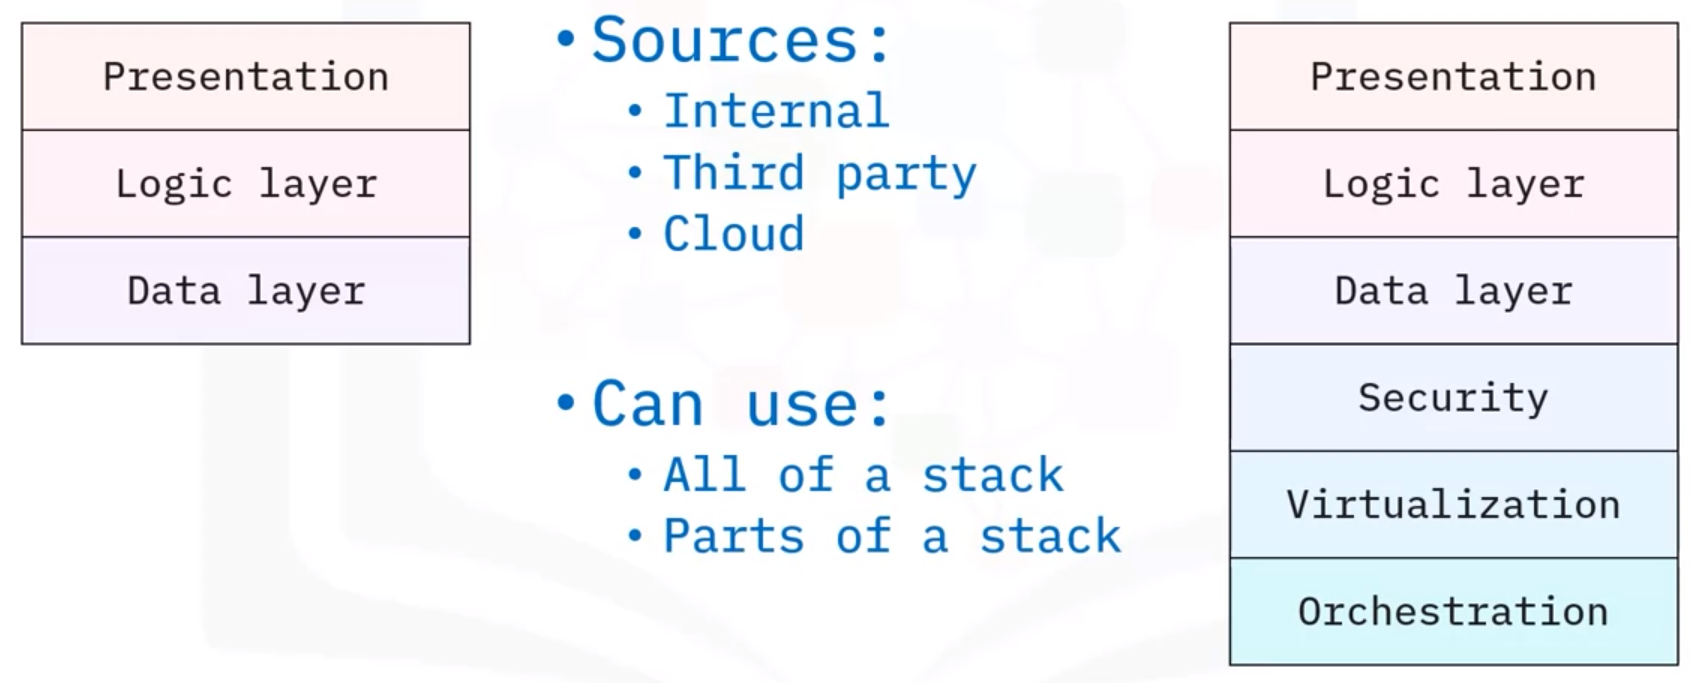 Presentation
Logic layer
Data layer
• Sources:
• Internal
• Third party
• Cloud
• Can use:
• All of a stack
• Parts of a stack
Presentation
Logic layer
Data layer
Security
Virtualization
Orchestration